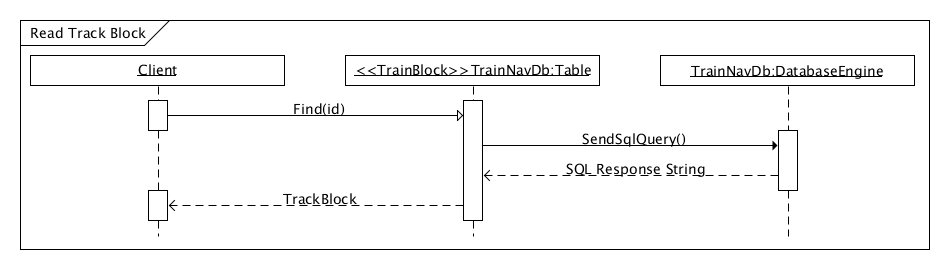 Read Track Block
Client
<<TrainBlock>>TrainNavDb:Table
TrainNavDb:DatabaseEngine
Find(id)
SendSqlQuery()
SQL Response String
TrackBlock